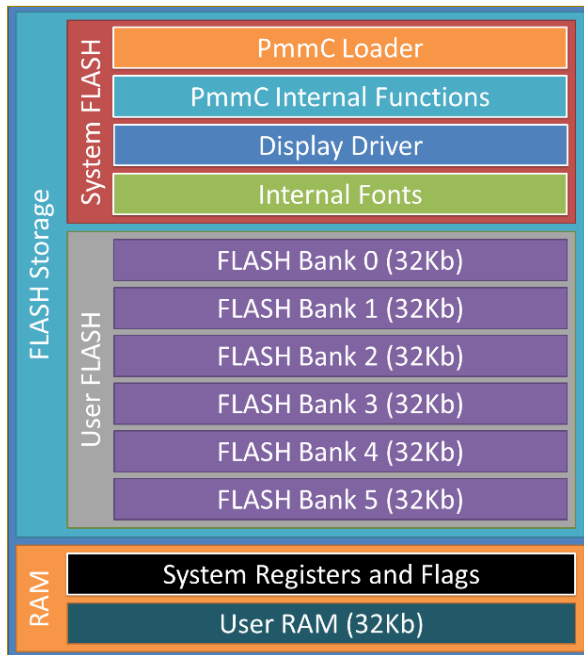 FLASH Storage
System FLASH
PmmC Loader
PmmC Internal Functions
Display Driver
Internal Fonts
User FLASH
FLASH Bank 0 (32Kb)
FLASH Bank 1 (32Kb)
FLASH Bank 2 (32Kb)
FLASH Bank 3 (32Kb)
FLASH Bank 4 (32Kb)
FLASH Bank 5 (32Kb)
RAM
System Registers and Flags
User RAM (32Kb)